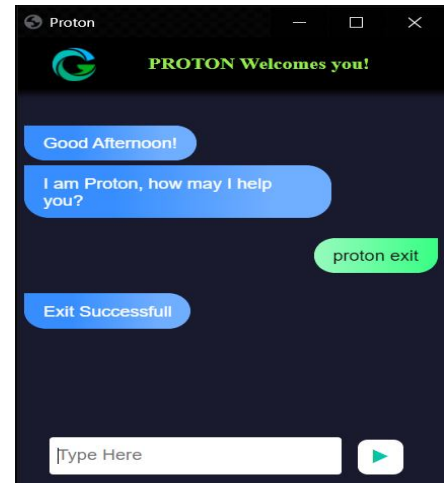 Proton
PROTON Welcomes you!
Good Afternoon!
I am Proton, how may I help
you?
proton exit
Exit Successfull
Type Here